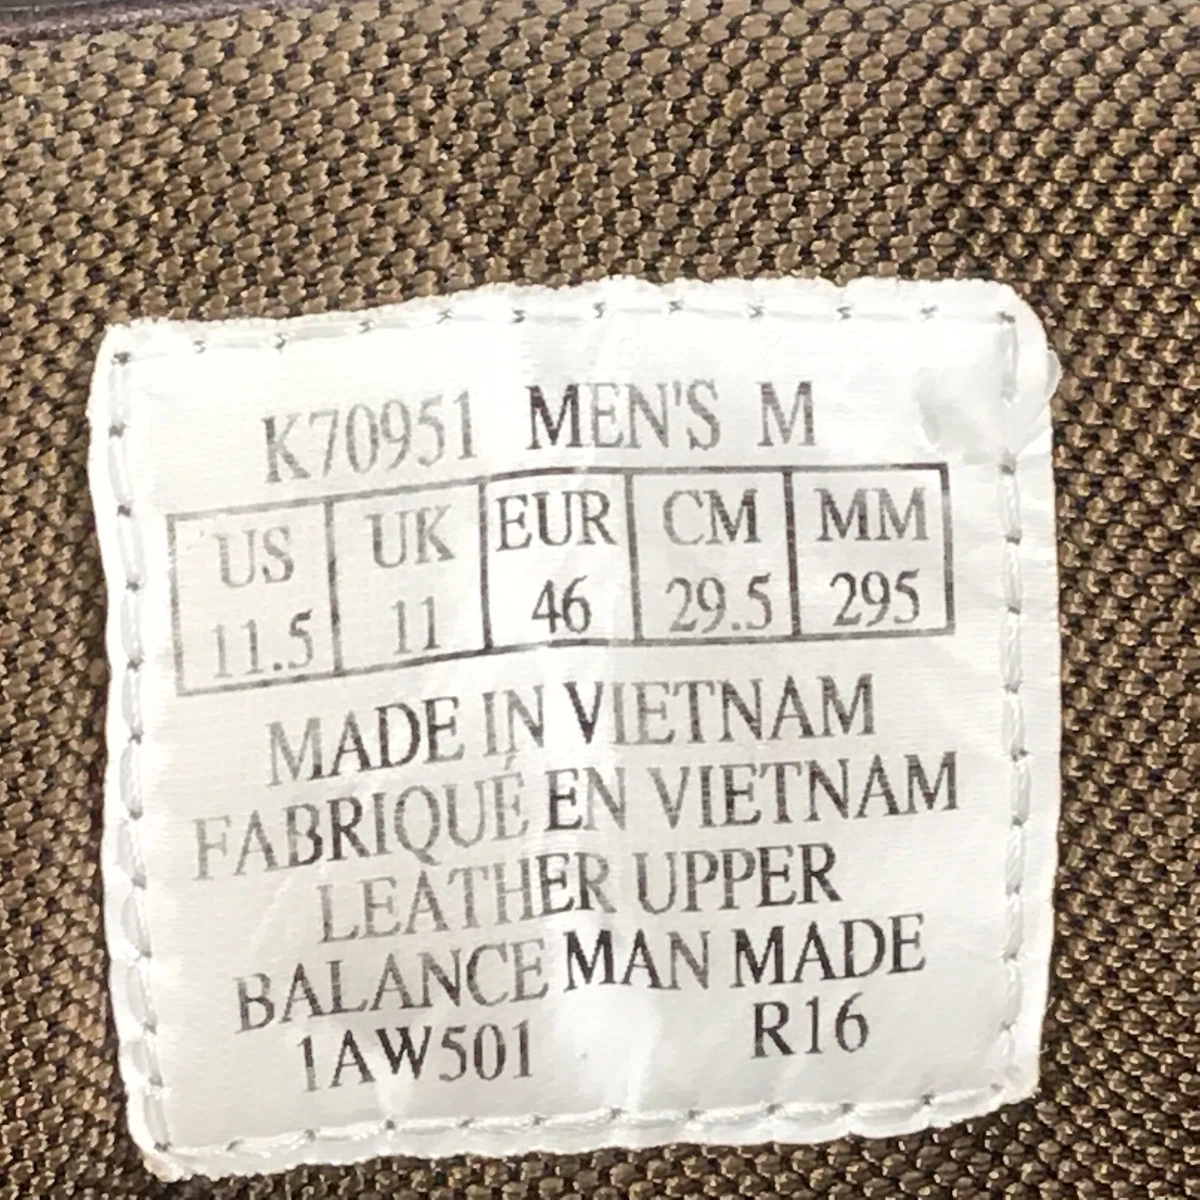 K70951 MEN'S M
US UK EUR CM MM
11.5 11 46 29.5 295
MADE IN VIETNAM
FABRIQUÉ EN VIETNAM
LEATHER UPPER
BALANCE MAN MADE
1AW501 R16